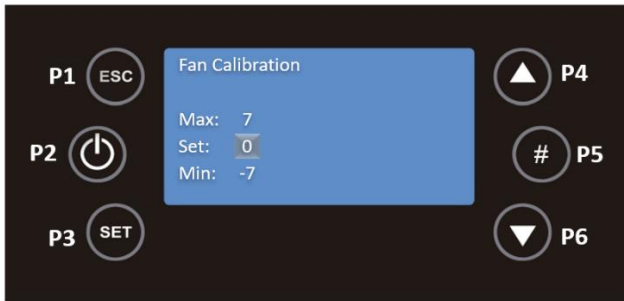 P1 ESC
P2
P3 SET
Fan Calibration
Max: 7
Set: 0
Min: -7
P4
# P5
P6